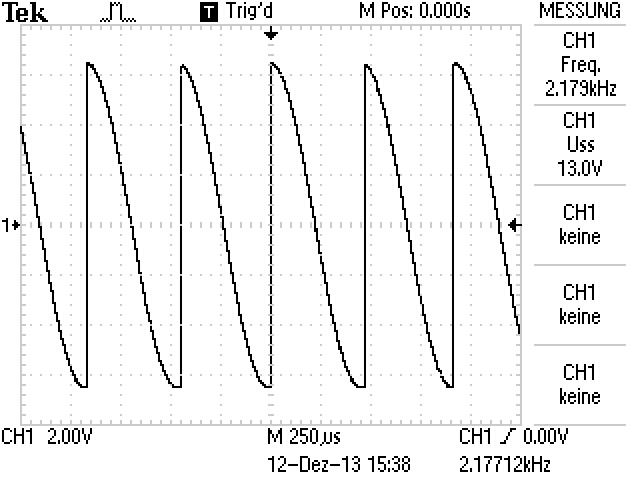 Tek T Trig'd M Pos: 0.000s MESSUNG
CH1
Freq.
2.179kHz
CH1
Uss
13.0V
1
CH1
keine
CH1
keine
CH1
keine
CH1 2.00V M 250µs CH1 0.00V
12-Dez-13 15:38 2.17712kHz